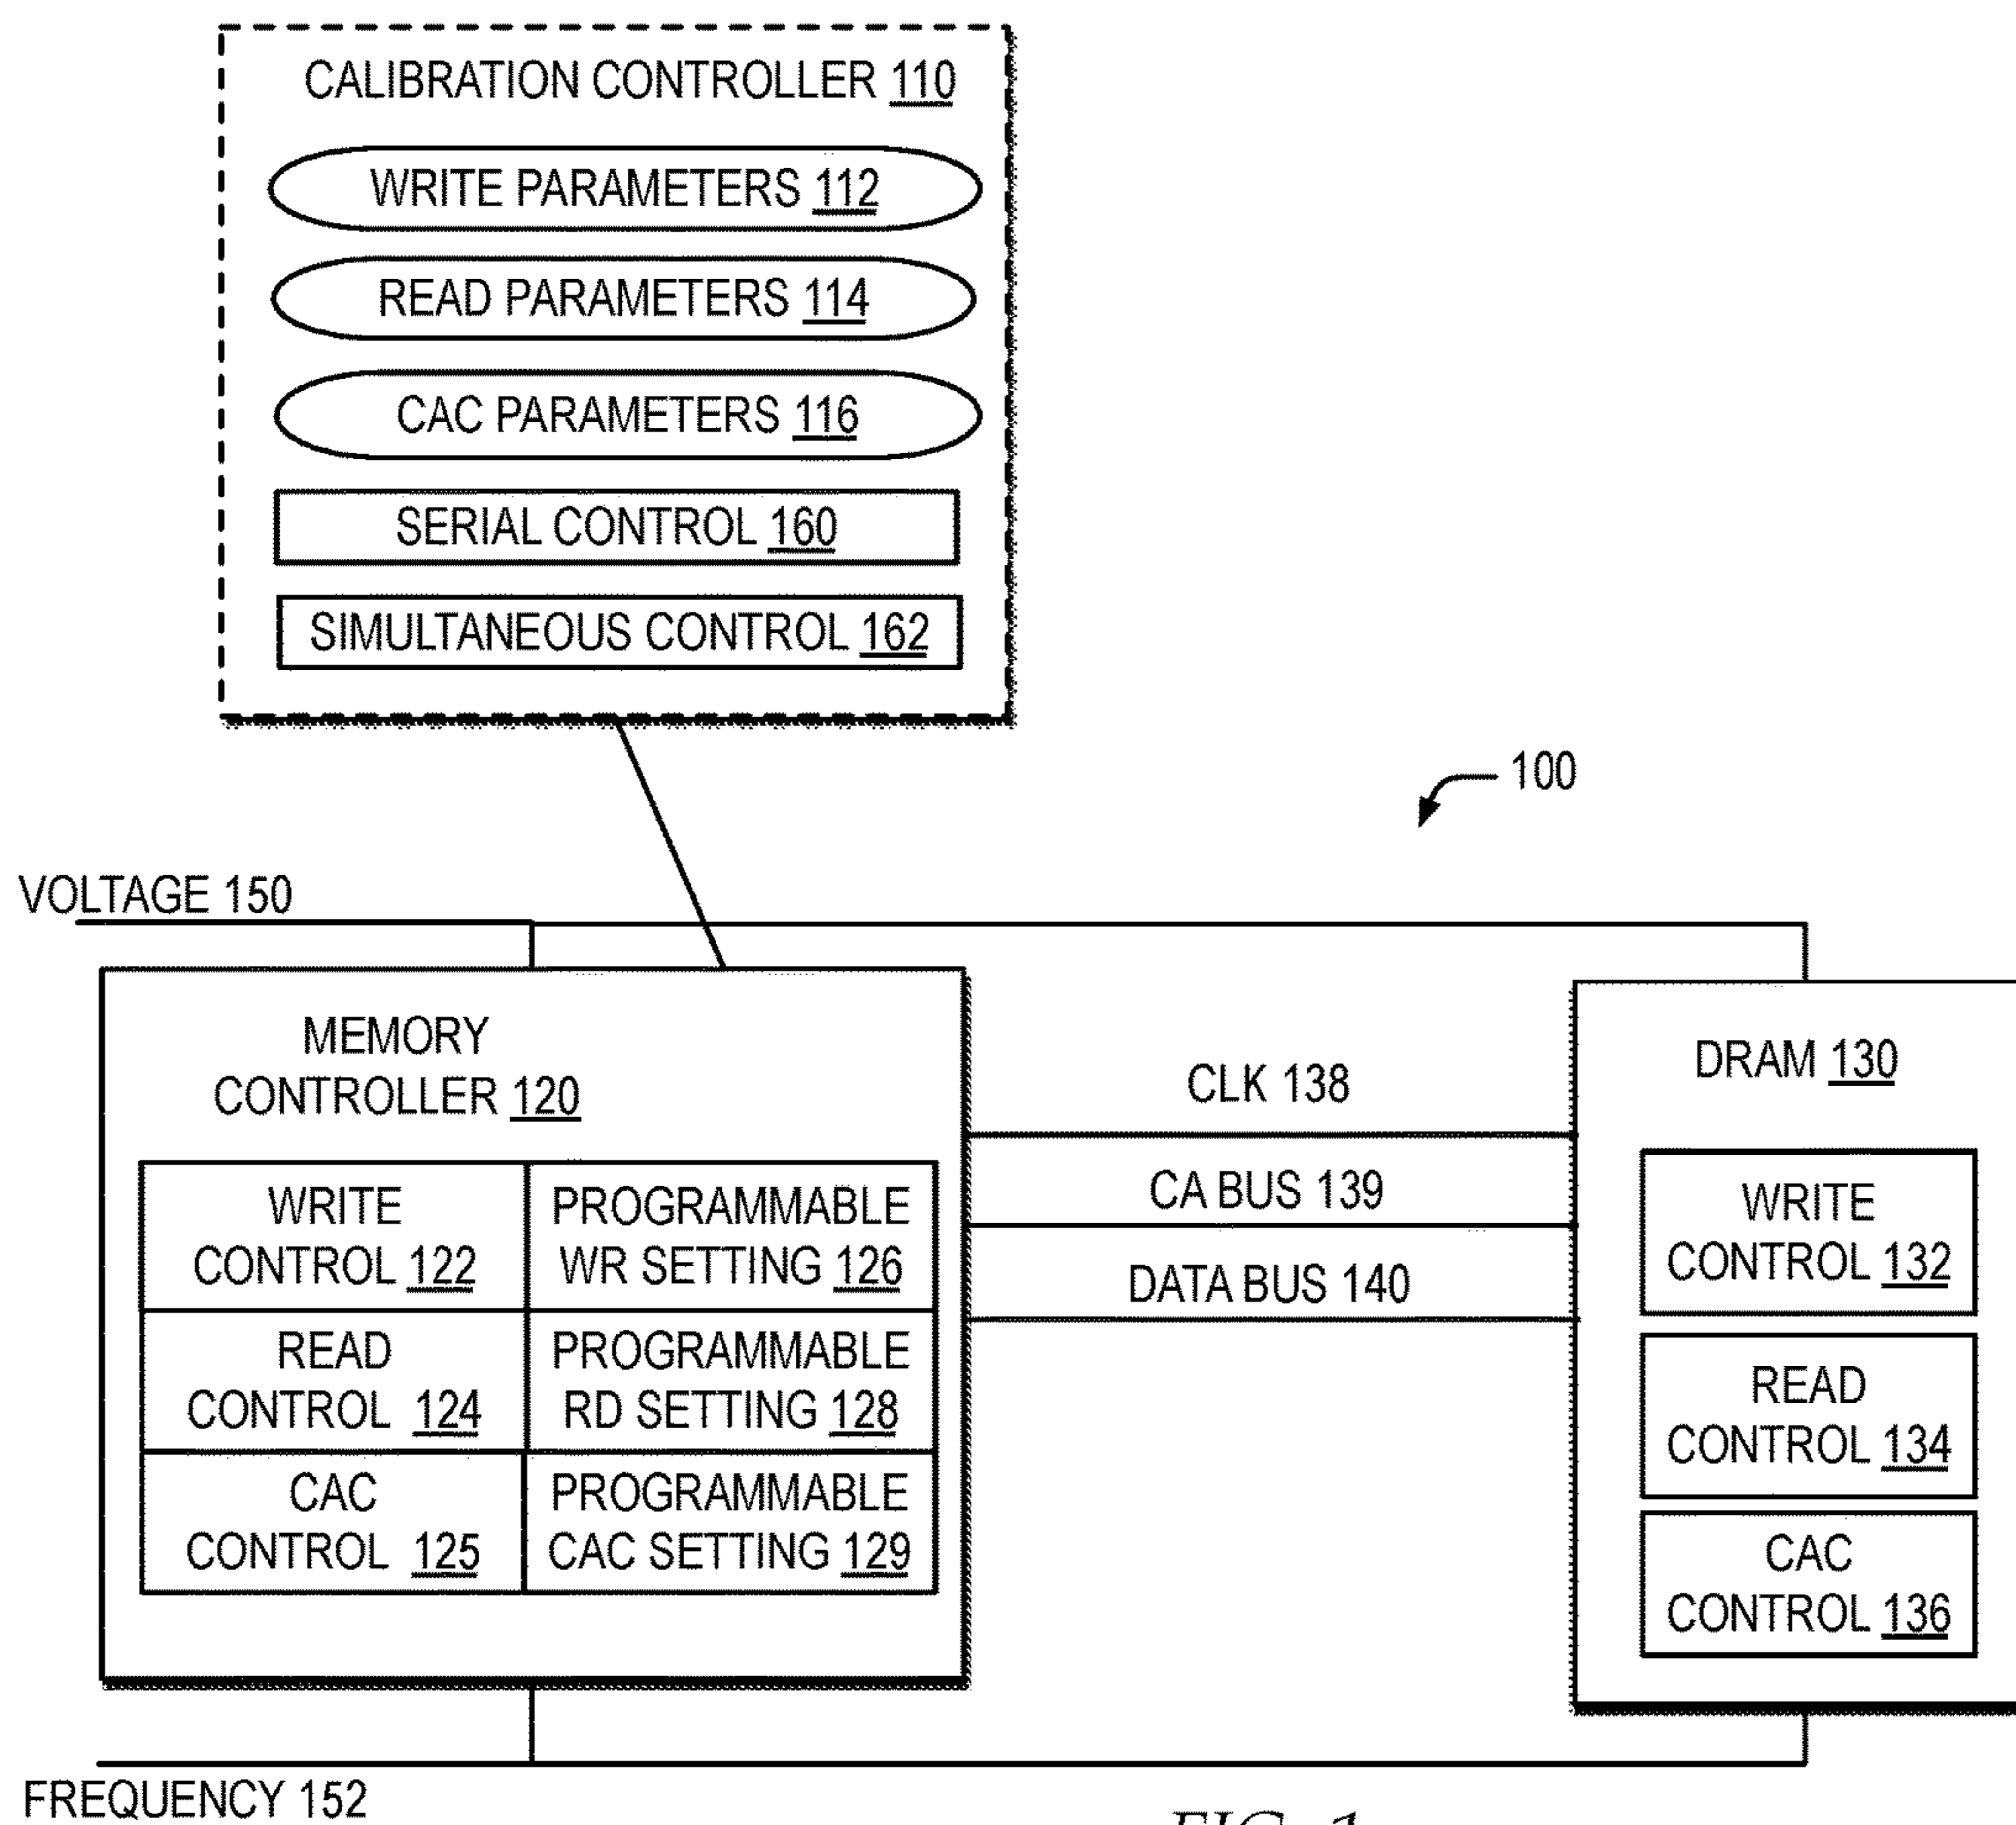 CALIBRATION CONTROLLER 110
WRITE PARAMETERS 112
READ PARAMETERS 114
CAC PARAMETERS 116
SERIAL CONTROL 160
SIMULTANEOUS CONTROL 162
100
VOLTAGE 150
MEMORY
CONTROLLER 120
WRITE
CONTROL 122
PROGRAMMABLE
WR SETTING 126
READ
CONTROL 124
PROGRAMMABLE
RD SETTING 128
CAC
CONTROL 125
PROGRAMMABLE
CAC SETTING 129
CLK 138
CA BUS 139
DATA BUS 140
DRAM 130
WRITE
CONTROL 132
READ
CONTROL 134
CAC
CONTROL 136
FREQUENCY 152
FIG. 1